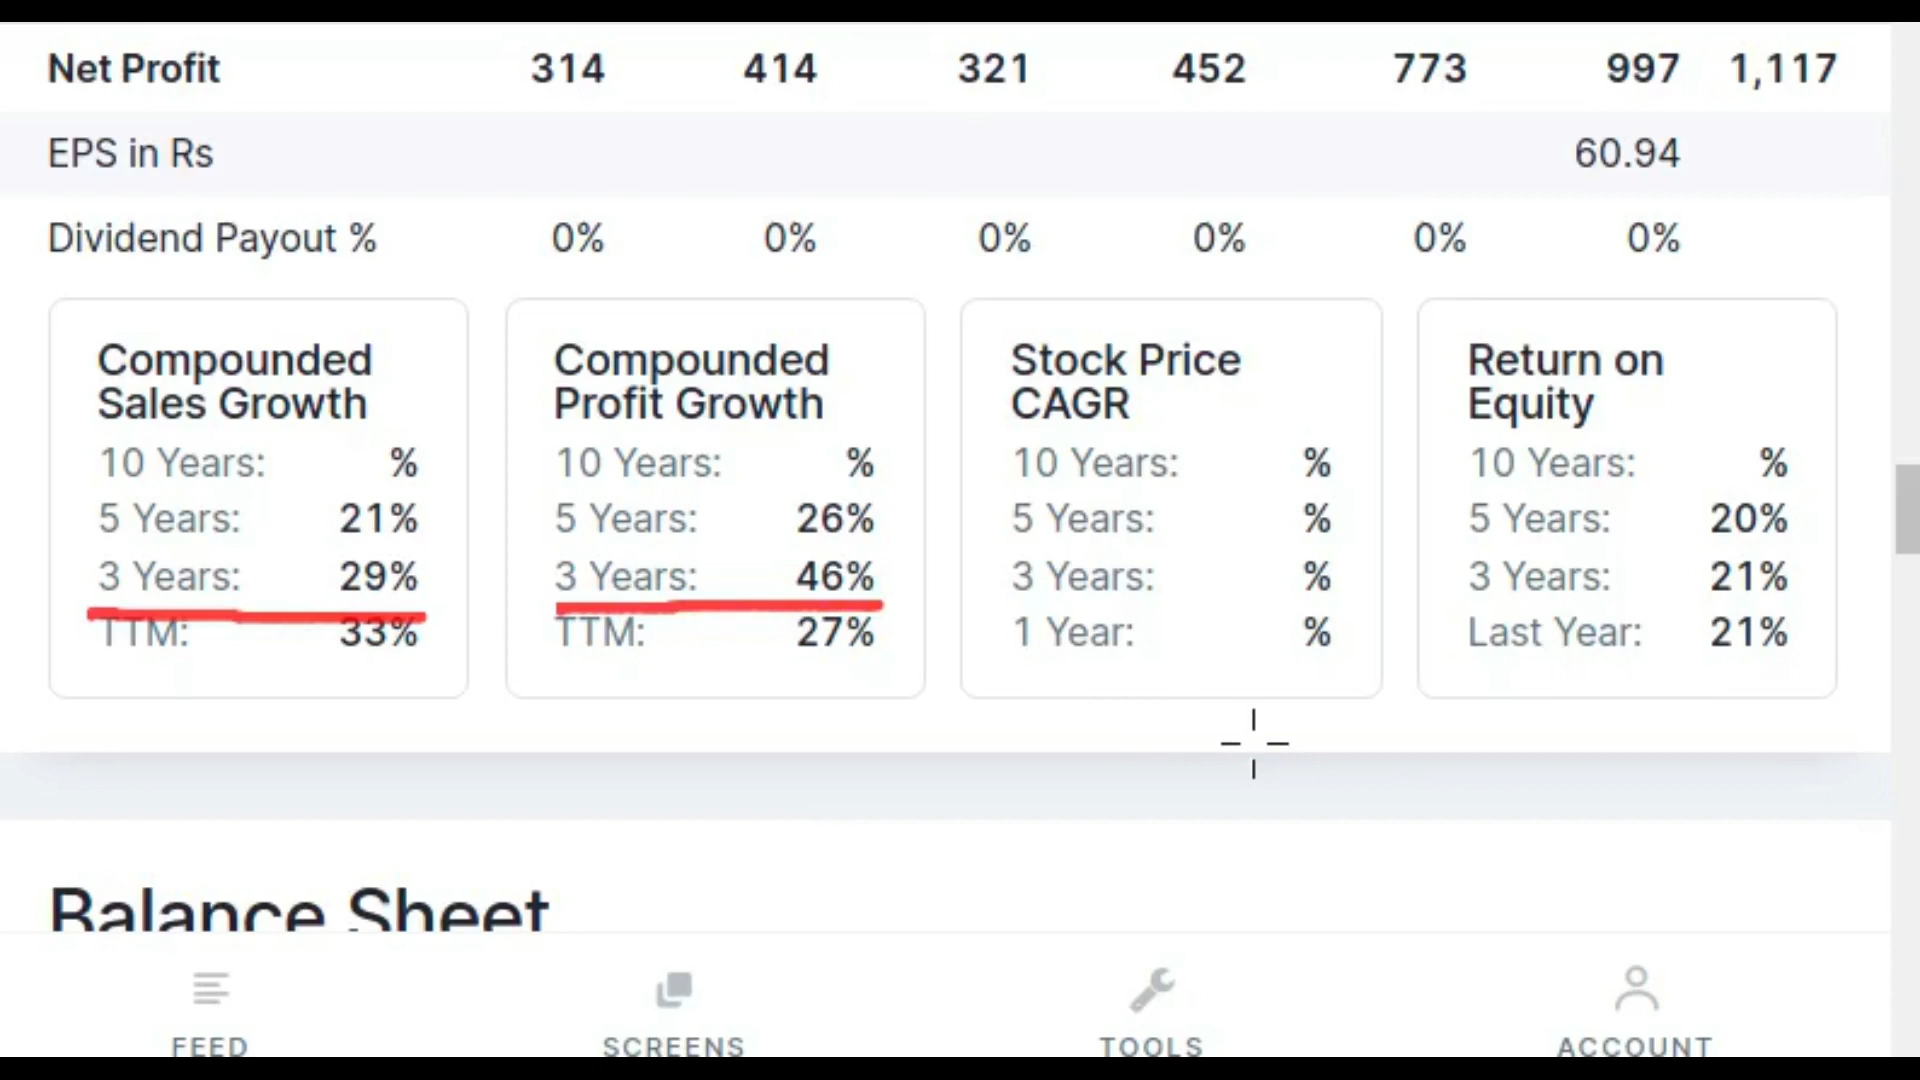 Net Profit 314 414 321 452 773 997 1,117
EPS in Rs 60.94
Dividend Payout % 0% 0% 0% 0% 0% 0%
Compounded
Sales Growth
10 Years: %
5 Years: 21%
3 Years: 29%
TTM: 33%
Compounded
Profit Growth
10 Years: %
5 Years: 26%
3 Years: 46%
TTM: 27%
Stock Price
CAGR
10 Years: %
5 Years: %
3 Years: %
1 Year: %
Return on
Equity
10 Years: %
5 Years: 20%
3 Years: 21%
Last Year: 21%
Balance Sheet
FEED SCREENS TOOLS ACCOUNT